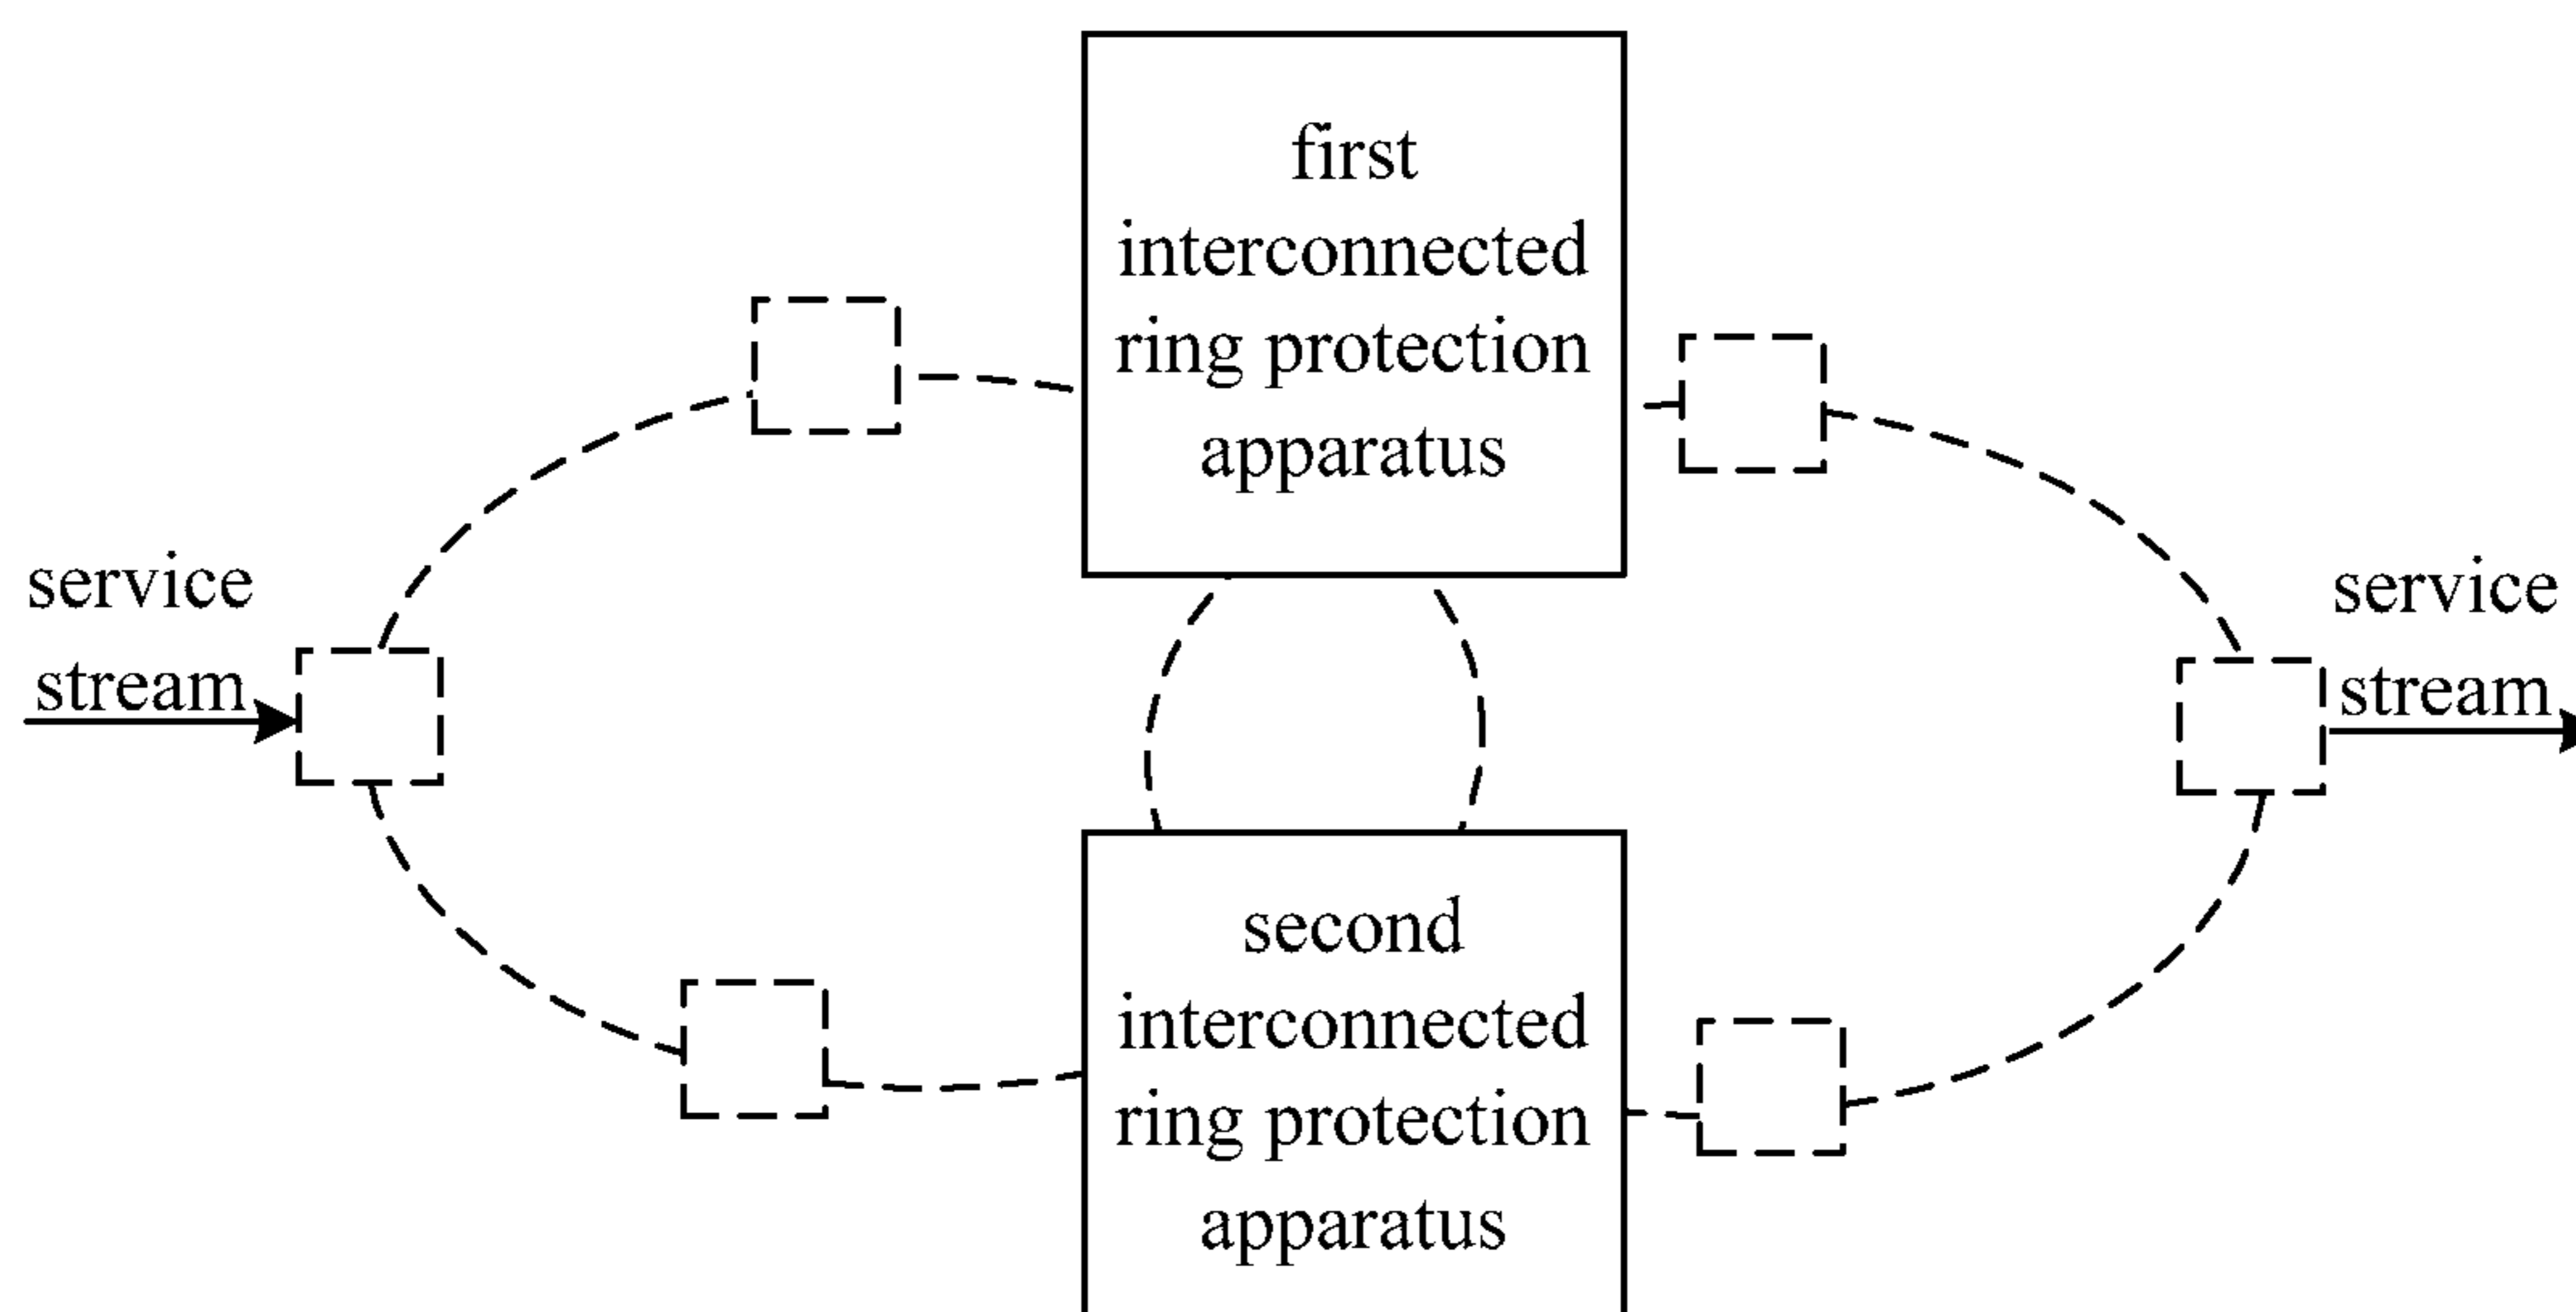 first
interconnected
ring protection
apparatus
service
stream
service
stream
second
interconnected
ring protection
apparatus